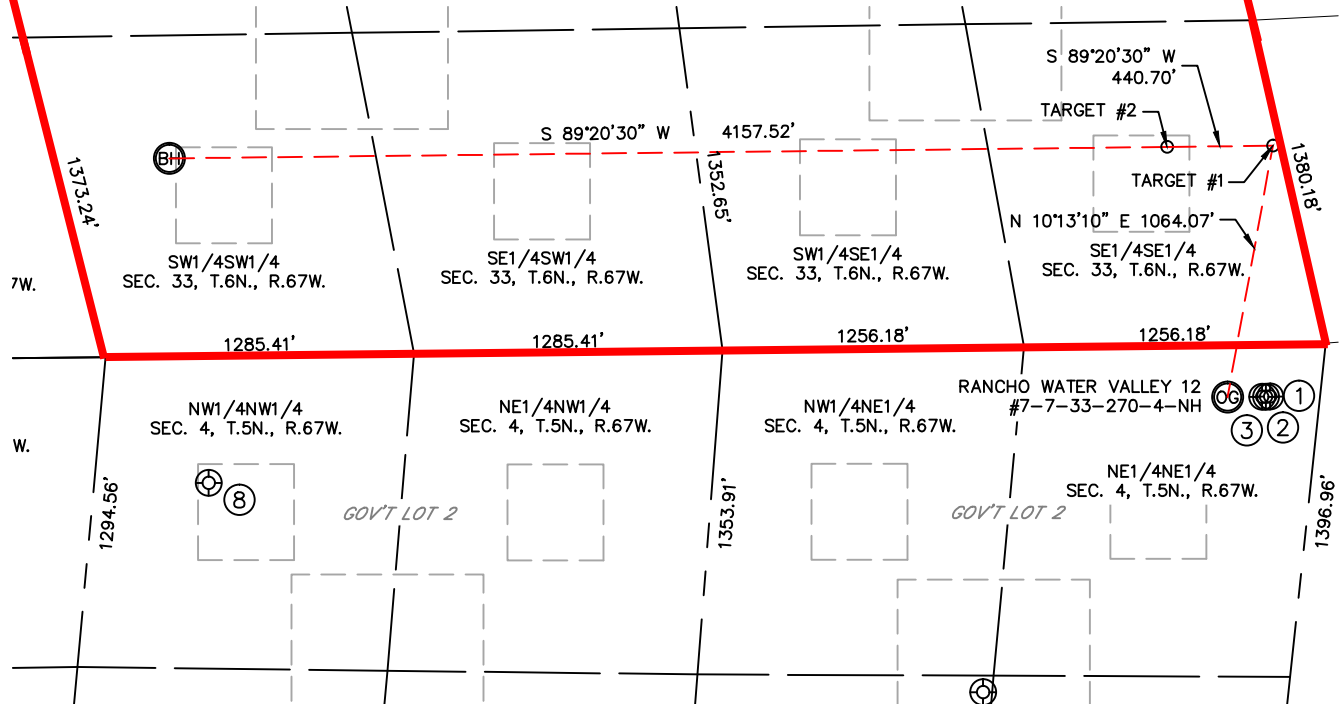 S 89°20'30" W
440.70'
TARGET #2
S 89°20'30" W 4157.52'
BH
1373.24'
1352.65'
1380.18'
TARGET #1
N 10°13'10" E 1064.07'
SW1/4SW1/4
SEC. 33, T.6N., R.67W.
SE1/4SW1/4
SEC. 33, T.6N., R.67W.
SW1/4SE1/4
SEC. 33, T.6N., R.67W.
SE1/4SE1/4
SEC. 33, T.6N., R.67W.
7W.
1285.41'
1285.41'
1256.18'
1256.18'
RANCHO WATER VALLEY 12
#7-7-33-270-4-NH
OG
1
3
2
NW1/4NW1/4
SEC. 4, T.5N., R.67W.
NE1/4NW1/4
SEC. 4, T.5N., R.67W.
NW1/4NE1/4
SEC. 4, T.5N., R.67W.
W.
NE1/4NE1/4
SEC. 4, T.5N., R.67W.
8
GOV'T LOT 2
GOV'T LOT 2
1294.56'
1353.91'
1396.96'